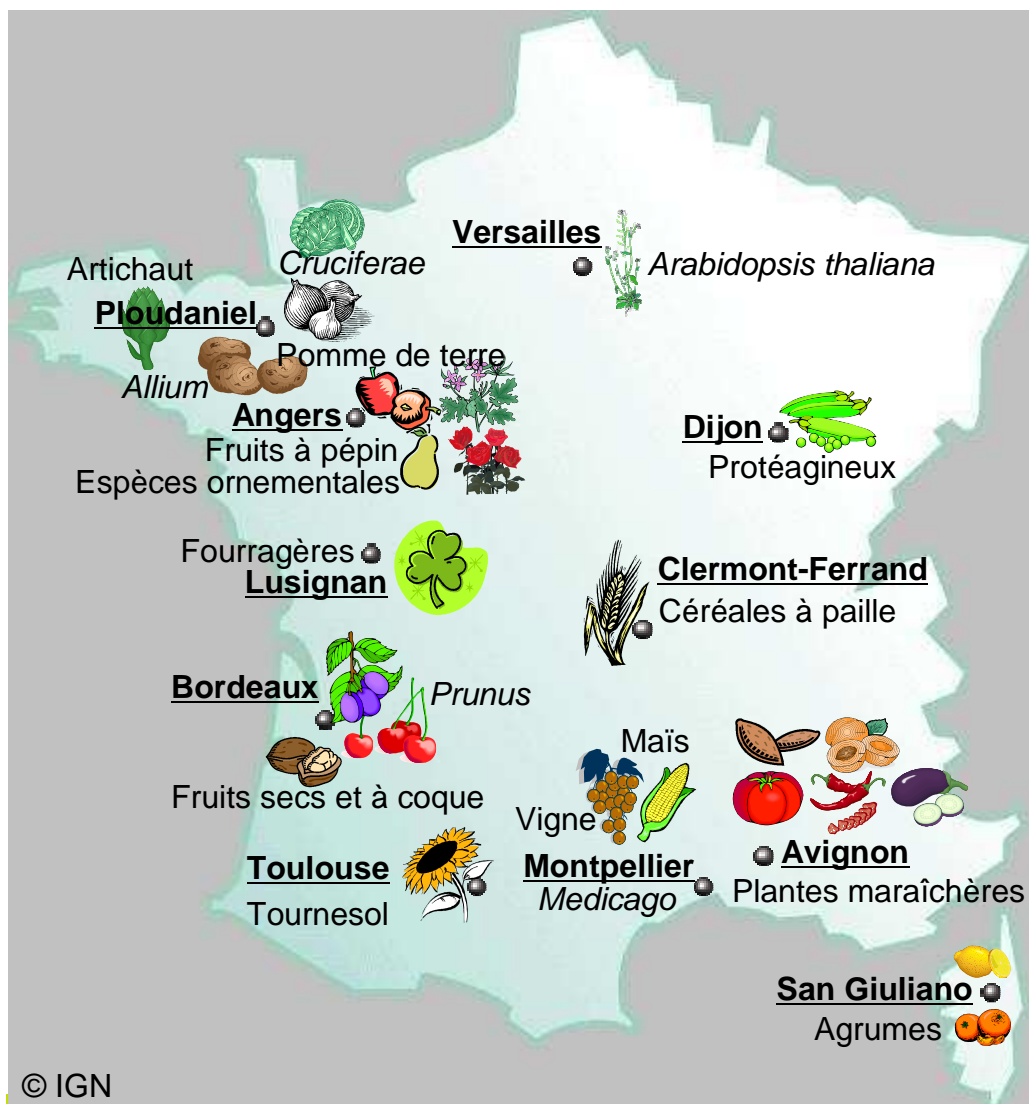 Versailles
Cruciferae
Arabidopsis thaliana
Artichaut
Ploudaniel
Pomme de terre
Allium
Angers
Fruits à pépin
Espèces ornementales
Dijon
Protéagineux
Fourragères
Lusignan
Clermont-Ferrand
Céréales à paille
Bordeaux
Prunus
Fruits secs et à coque
Maïs
Vigne
Montpellier
Medicago
Avignon
Plantes maraîchères
Toulouse
Tournesol
San Giuliano
Agrumes
© IGN